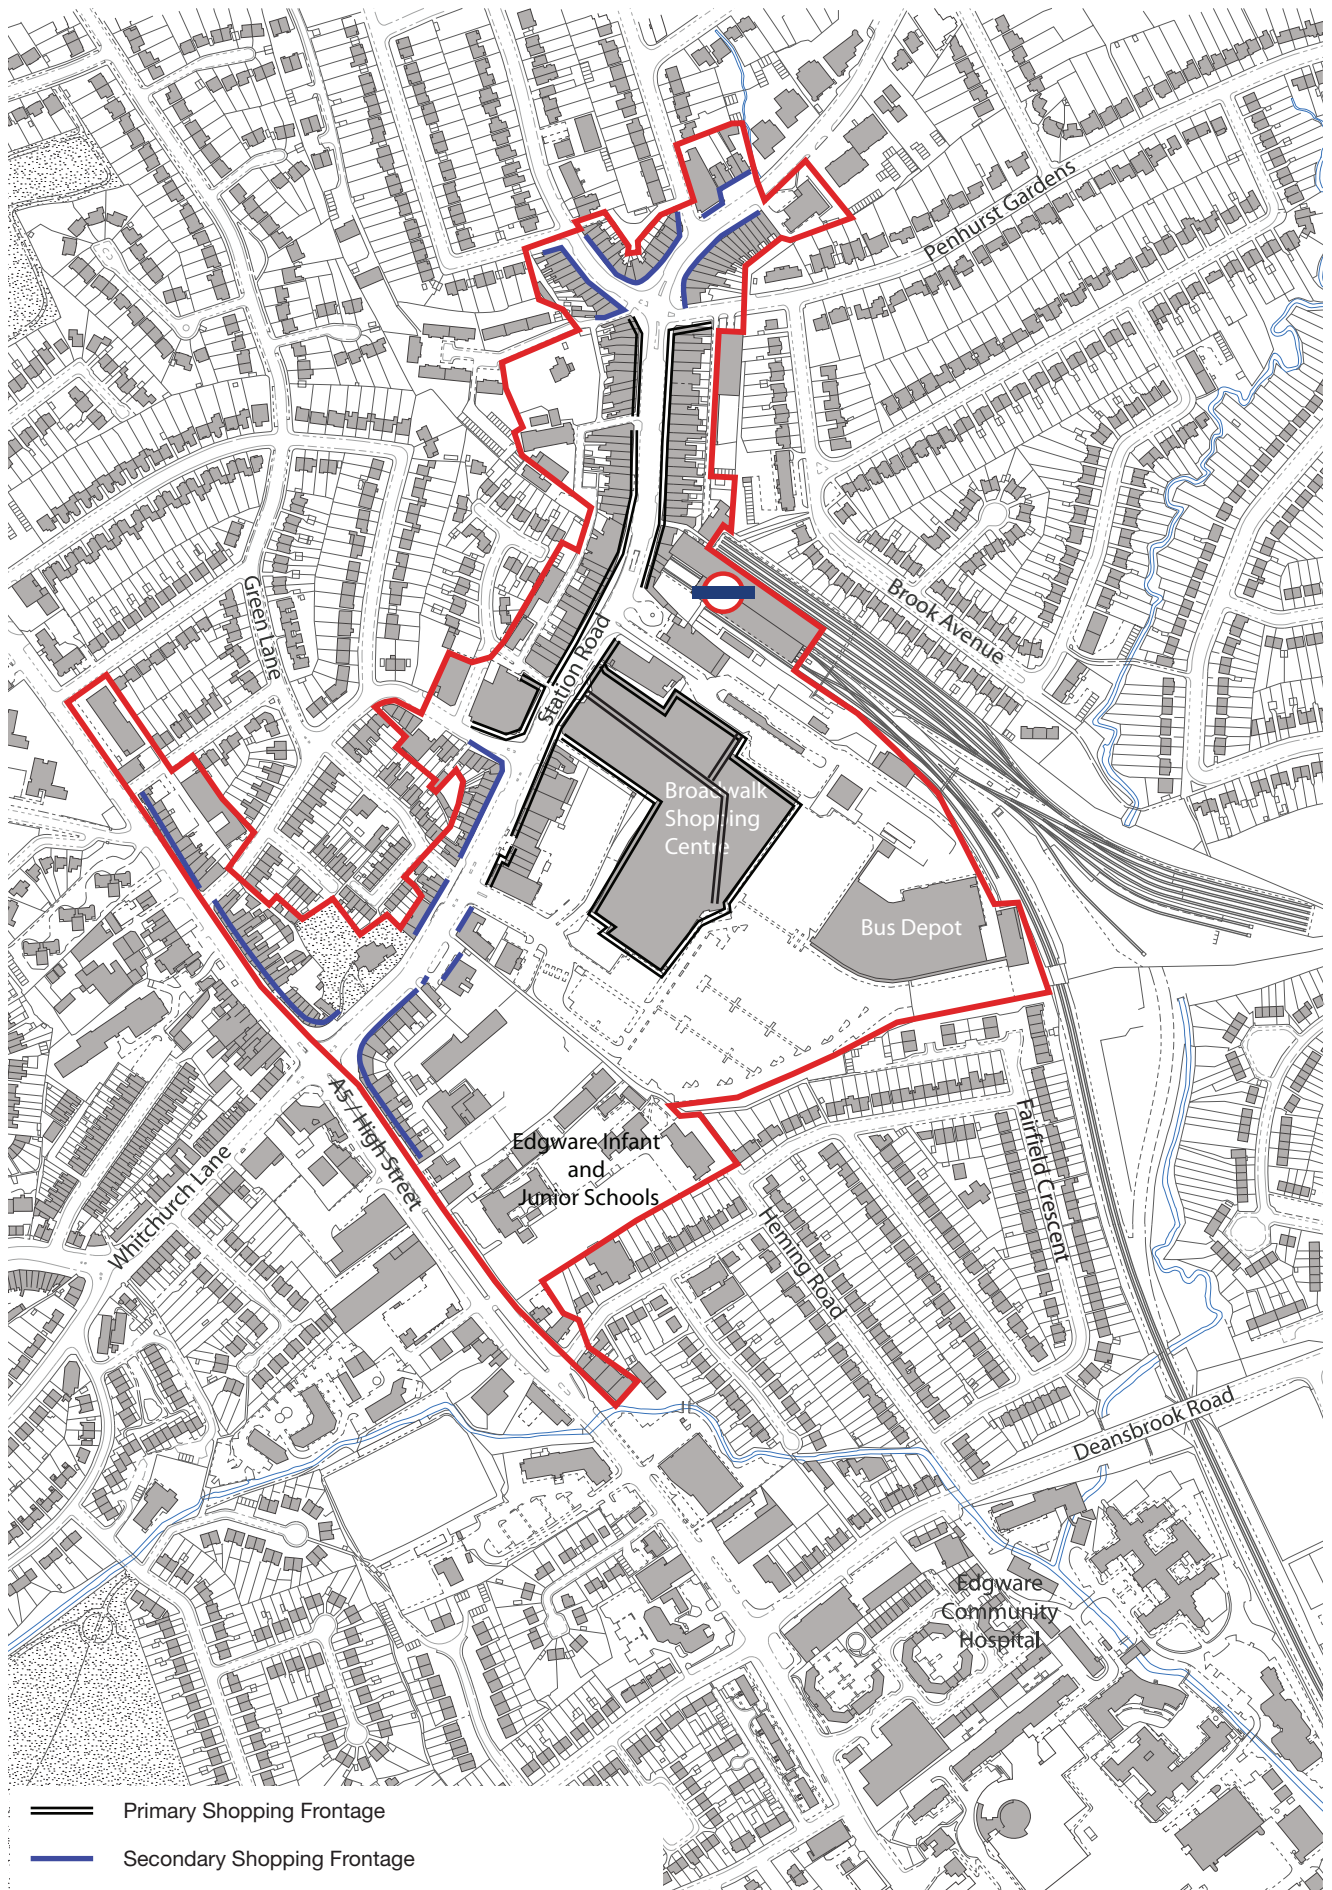 Penhurst Gardens
Brook Avenue
Green Lane
Station Road
Broadwalk
Shopping
Centre
Bus Depot
A5 / High Street
Whitchurch Lane
Edgware Infant
and
Junior Schools
Fairfield Crescent
Heming Road
Deansbrook Road
Edgware
Community
Hospital
Primary Shopping Frontage
Secondary Shopping Frontage